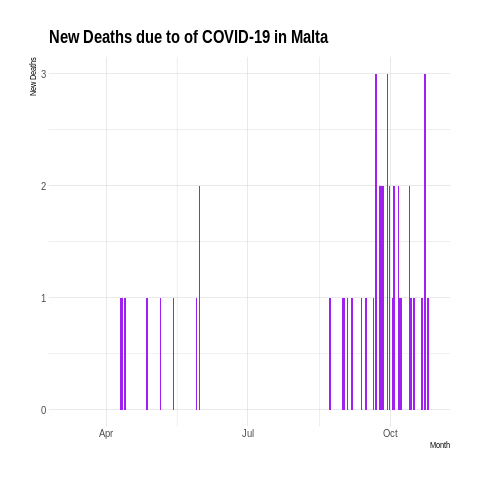 New Deaths due to of COVID-19 in Malta
New Deaths
3
2
1
0
Apr Jul Oct
Month